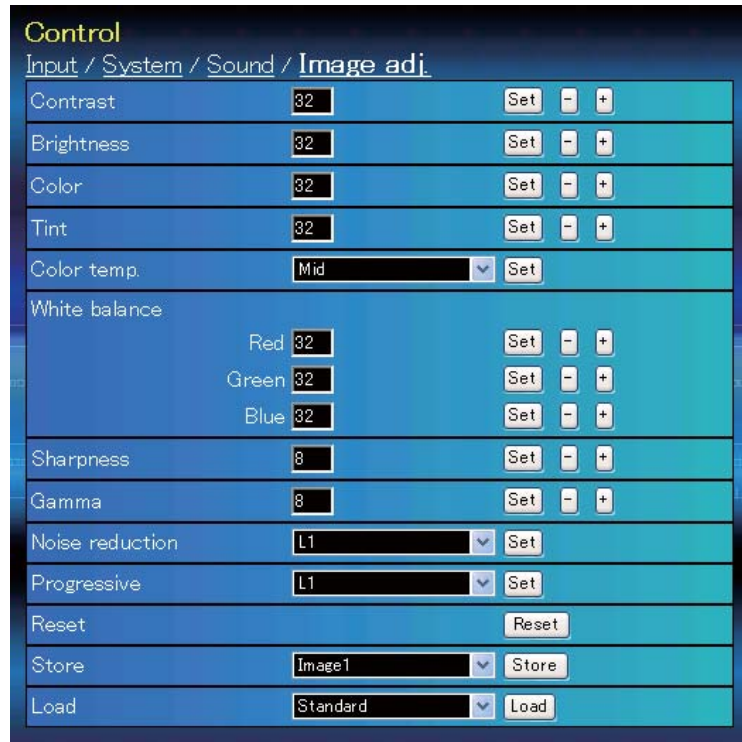 Control
Input / System / Sound / Image adj.
Contrast 32 Set - +
Brightness 32 Set - +
Color 32 Set - +
Tint 32 Set - +
Color temp. Mid Set
White balance
Red 32 Set - +
Green 32 Set - +
Blue 32 Set - +
Sharpness 8 Set - +
Gamma 8 Set - +
Noise reduction L1 Set
Progressive L1 Set
Reset Reset
Store Image1 Store
Load Standard Load